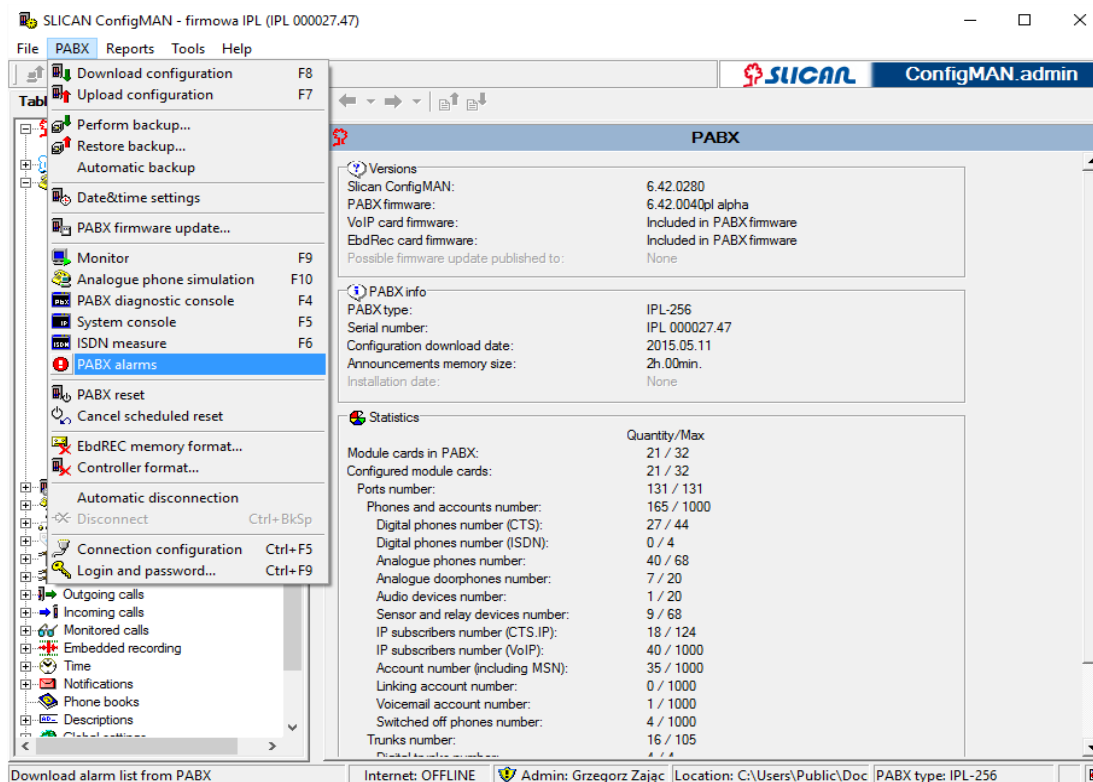 SLICAN ConfigMAN - firmowa IPL (IPL 000027.47)
File PABX Reports Tools Help
SLICAN ConfigMAN.admin
Download configuration F8
Upload configuration F7
Perform backup...
Restore backup...
Automatic backup
Date&time settings
PABX firmware update...
Monitor F9
Analogue phone simulation F10
PABX diagnostic console F4
System console F5
ISDN measure F6
PABX alarms
PABX reset
Cancel scheduled reset
EbdREC memory format...
Controller format...
Automatic disconnection
Disconnect Ctrl+BkSp
Connection configuration Ctrl+F5
Login and password... Ctrl+F9
Outgoing calls
Incoming calls
Monitored calls
Embedded recording
Time
Notifications
Phone books
Descriptions
PABX
Versions
Slican ConfigMAN: 6.42.0280
PABX firmware: 6.42.0040pl alpha
VoIP card firmware: Included in PABX firmware
EbdRec card firmware: Included in PABX firmware
Possible firmware update published to: None
PABX info
PABX type: IPL-256
Serial number: IPL 000027.47
Configuration download date: 2015.05.11
Announcements memory size: 2h.00min.
Installation date: None
Statistics
Quantity/Max
Module cards in PABX: 21 / 32
Configured module cards: 21 / 32
Ports number: 131 / 131
Phones and accounts number: 165 / 1000
Digital phones number (CTS): 27 / 44
Digital phones number (ISDN): 0 / 4
Analogue phones number: 40 / 68
Analogue doorphones number: 7 / 20
Audio devices number: 1 / 20
Sensor and relay devices number: 9 / 68
IP subscribers number (CTS.IP): 18 / 124
IP subscribers number (VoIP): 40 / 1000
Account number (including MSN): 35 / 1000
Linking account number: 0 / 1000
Voicemail account number: 1 / 1000
Switched off phones number: 4 / 1000
Trunks number: 16 / 105
Download alarm list from PABX Internet: OFFLINE Admin: Grzegorz Zając Location: C:\Users\Public\Doc PABX type: IPL-256